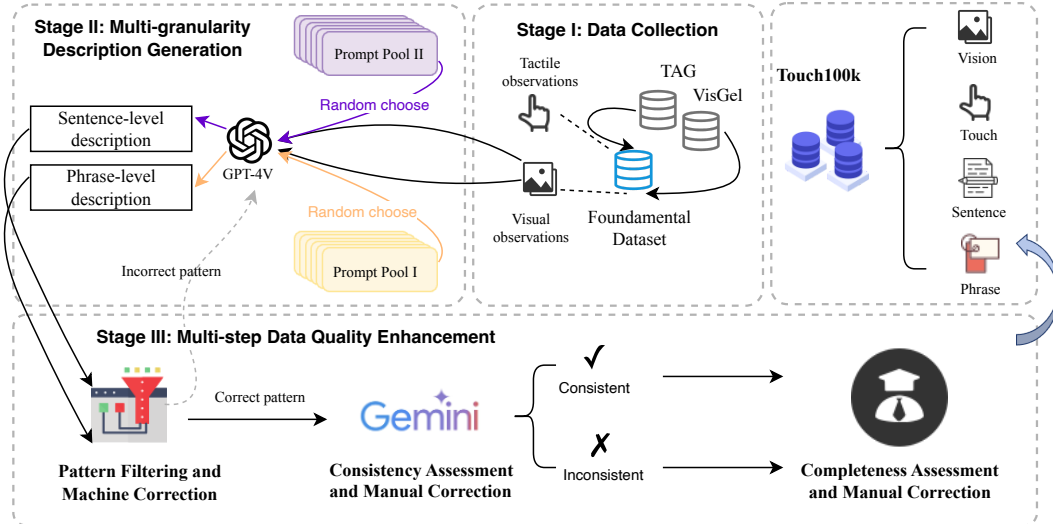 Stage II: Multi-granularity
Description Generation
Prompt Pool II
Random choose
Sentence-level
description
Phrase-level
description
GPT-4V
Random choose
Prompt Pool I
Incorrect pattern
Stage I: Data Collection
Tactile
observations
TAG
VisGel
Visual
observations
Foundamental
Dataset
Touch100k
Vision
Touch
Sentence
Phrase
Stage III: Multi-step Data Quality Enhancement
Correct pattern
Gemini
Consistent
Inconsistent
Pattern Filtering and
Machine Correction
Consistency Assessment
and Manual Correction
Completeness Assessment
and Manual Correction